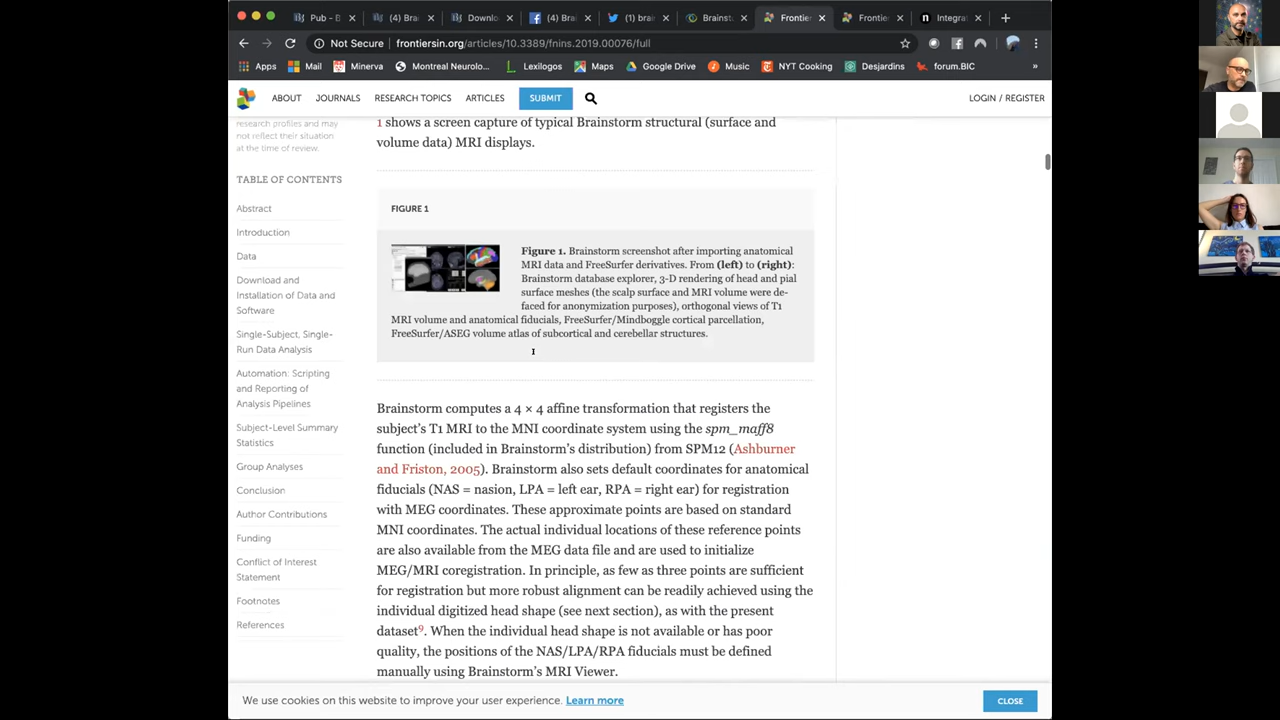 Pub - B
(4) Bra
Downlo
(4) Bra
(1) brai
Brainst
Frontier
Frontie
Integra
Not Secure
frontiersin.org/articles/10.3389/fnins.2019.00076/full
Apps
Mail
Minerva
Montreal Neurolo...
Lexilogos
Maps
Google Drive
Music
NYT Cooking
Desjardins
forum.BIC
»
ABOUT
JOURNALS
RESEARCH TOPICS
ARTICLES
SUBMIT
LOGIN / REGISTER
research profiles and may
not reflect their situation
at the time of review.
TABLE OF CONTENTS
Abstract
Introduction
Data
Download and
Installation of Data and
Software
Single-Subject, Single-
Run Data Analysis
Automation: Scripting
and Reporting of
Analysis Pipelines
Subject-Level Summary
Statistics
Group Analyses
Conclusion
Author Contributions
Funding
Conflict of Interest
Statement
Footnotes
References
1 shows a screen capture of typical Brainstorm structural (surface and
volume data) MRI displays.
FIGURE 1
Figure 1. Brainstorm screenshot after importing anatomical
MRI data and FreeSurfer derivatives. From (left) to (right):
Brainstorm database explorer, 3-D rendering of head and pial
surface meshes (the scalp surface and MRI volume were de-
faced for anonymization purposes), orthogonal views of T1
MRI volume and anatomical fiducials, FreeSurfer/Mindboggle cortical parcellation,
FreeSurfer/ASEG volume atlas of subcortical and cerebellar structures.
Brainstorm computes a 4 × 4 affine transformation that registers the
subject's T1 MRI to the MNI coordinate system using the spm_maff8
function (included in Brainstorm's distribution) from SPM12 (Ashburner
and Friston, 2005). Brainstorm also sets default coordinates for anatomical
fiducials (NAS = nasion, LPA = left ear, RPA = right ear) for registration
with MEG coordinates. These approximate points are based on standard
MNI coordinates. The actual individual locations of these reference points
are also available from the MEG data file and are used to initialize
MEG/MRI coregistration. In principle, as few as three points are sufficient
for registration but more robust alignment can be readily achieved using the
individual digitized head shape (see next section), as with the present
dataset9. When the individual head shape is not available or has poor
quality, the positions of the NAS/LPA/RPA fiducials must be defined
manually using Brainstorm's MRI Viewer.
We use cookies on this website to improve your user experience. Learn more
CLOSE